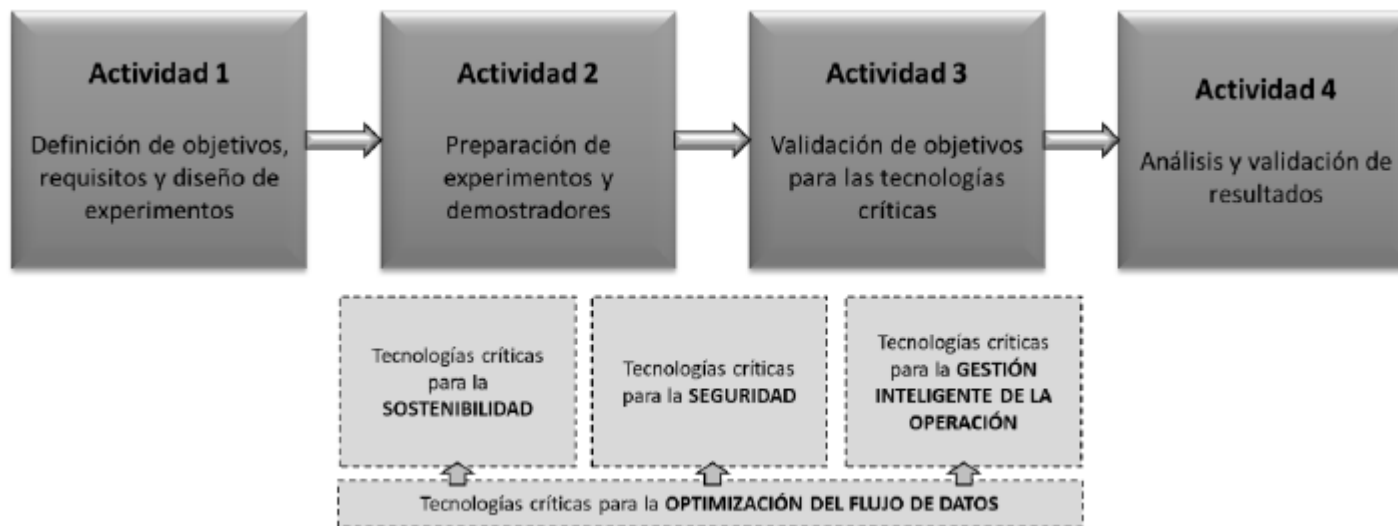 Actividad 1
Definición de objetivos,
requisitos y diseño de
experimentos
Actividad 2
Preparación de
experimentos y
demostradores
Actividad 3
Validación de objetivos
para las tecnologías
críticas
Actividad 4
Análisis y validación de
resultados
Tecnologías críticas
para la
SOSTENIBILIDAD
Tecnologías críticas
para la SEGURIDAD
Tecnologías críticas
para la GESTIÓN
INTELIGENTE DE LA
OPERACIÓN
Tecnologías críticas para la OPTIMIZACIÓN DEL FLUJO DE DATOS